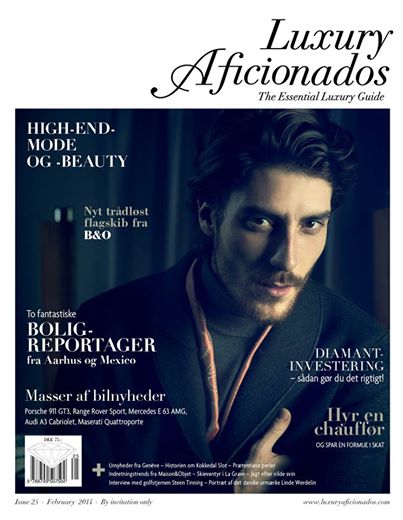 Luxury
Aficionados
The Essential Luxury Guide
HIGH-END-
MODE
OG -BEAUTY
Nyt trådløst
flagskib fra
B&O
To fantastiske
BOLIG-
REPORTAGER
fra Aarhus og Mexico
DIAMANT-
INVESTERING
– sådan gør du det rigtigt!
Masser af bilnyheder
Porsche 911 GT3, Range Rover Sport, Mercedes E 63 AMG,
Audi A3 Cabriolet, Maserati Quattroporte
Hyr en
chauffør
OG SPAR EN FORMUE I SKAT
DKK 75,-
+ Urnyheder fra Genève – Historien om Kokkedal Slot – Prætentiøse perler
Indretningstrends fra Maison&Objet – Skieventyr i La Grave – Jagt efter vilde svin
Interview med golfstjernen Steen Tinning – Portræt af det danske urmærke Linde Werdelin
Issue 25 - February 2014 - By invitation only
www.luxuryaficionados.com